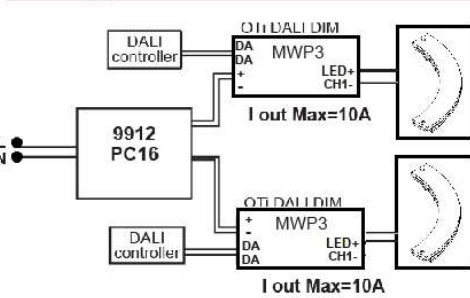 OTi DALI DIM
DALI
controller
DA
DA
+
-
MWP3
LED+
CH1-
I out Max=10A
9912
PC16
N
OTi DALI DIM
+
-
DA
DA
MWP3
LED+
CH1-
DALI
controller
I out Max=10A